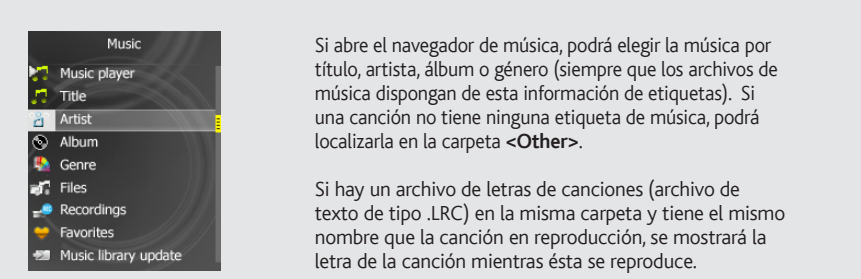 Music
Music player
Title
Artist
Album
Genre
Files
Recordings
Favorites
Music library update
Si abre el navegador de música, podrá elegir la música por
título, artista, álbum o género (siempre que los archivos de
música dispongan de esta información de etiquetas). Si
una canción no tiene ninguna etiqueta de música, podrá
localizarla en la carpeta <Other>.
Si hay un archivo de letras de canciones (archivo de
texto de tipo .LRC) en la misma carpeta y tiene el mismo
nombre que la canción en reproducción, se mostrará la
letra de la canción mientras ésta se reproduce.